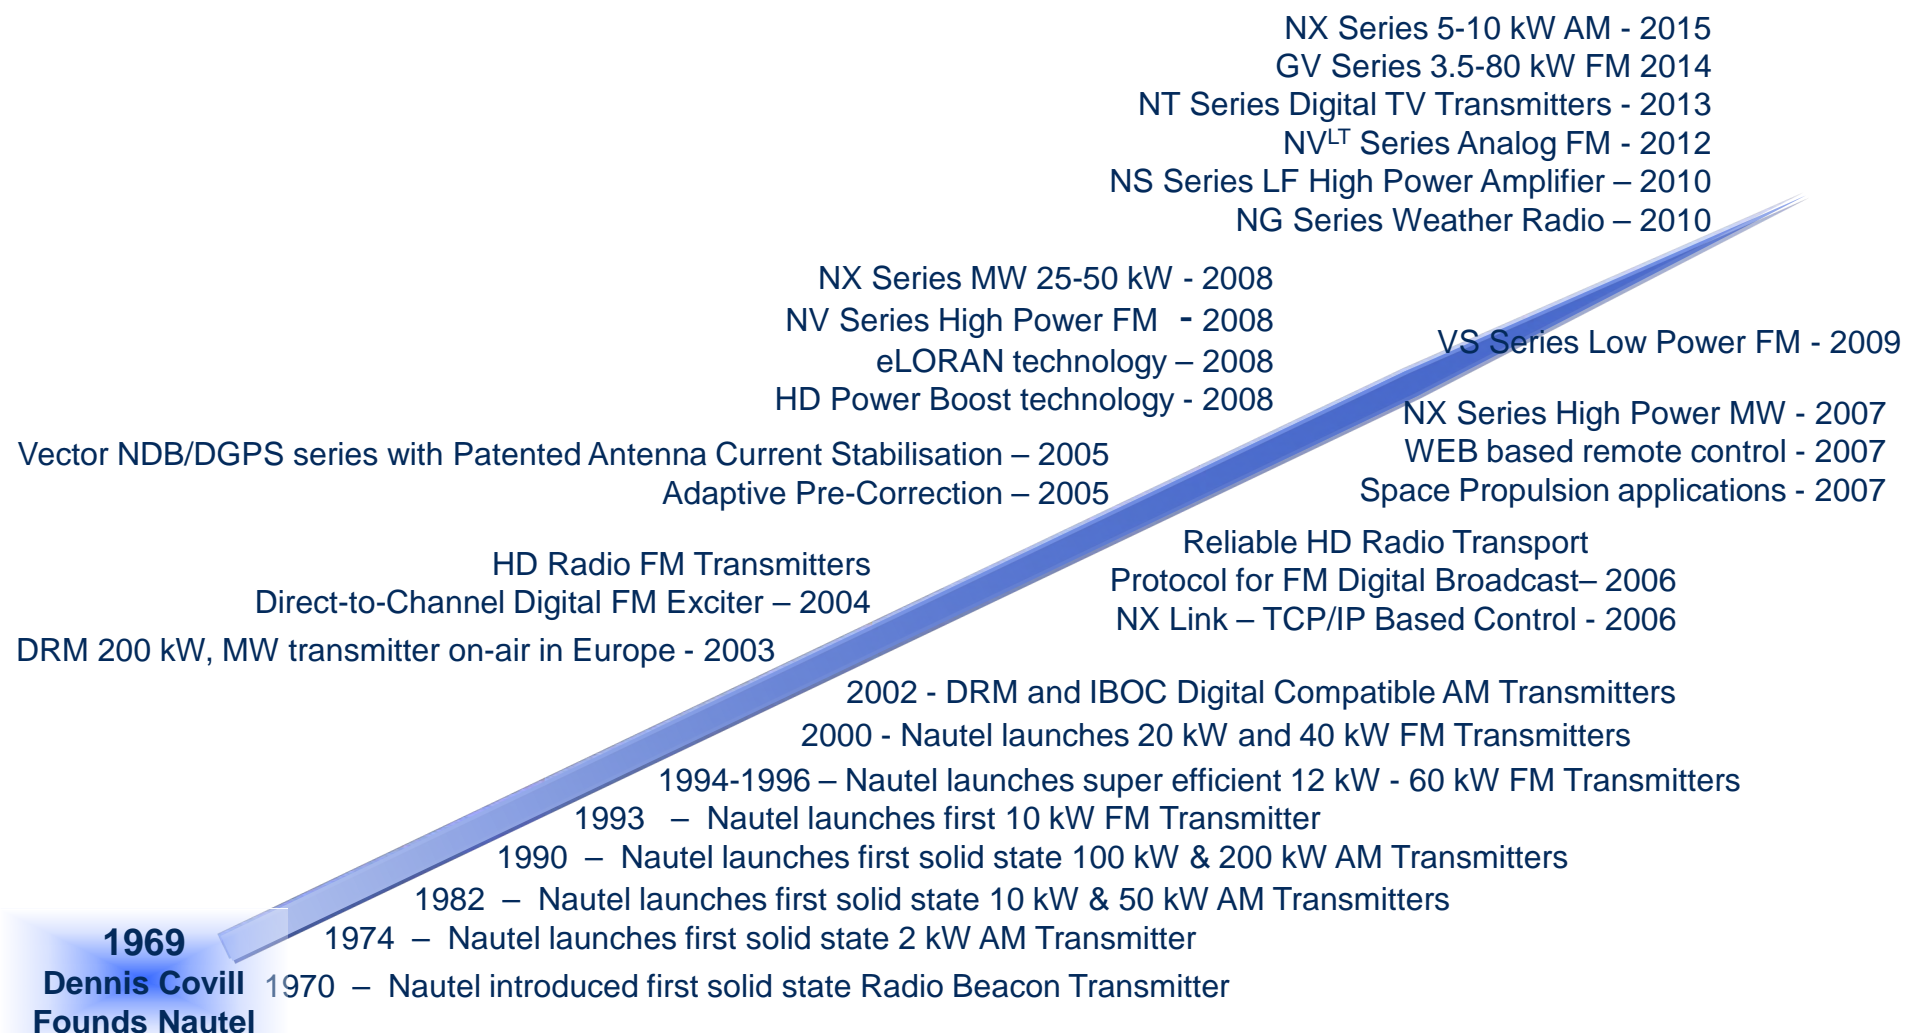 NX Series 5-10 kW AM - 2015
GV Series 3.5-80 kW FM 2014
NT Series Digital TV Transmitters - 2013
NVLT Series Analog FM - 2012
NS Series LF High Power Amplifier – 2010
NG Series Weather Radio – 2010
NX Series MW 25-50 kW - 2008
NV Series High Power FM - 2008
eLORAN technology – 2008
HD Power Boost technology - 2008
VS Series Low Power FM - 2009
NX Series High Power MW - 2007
WEB based remote control - 2007
Space Propulsion applications - 2007
Vector NDB/DGPS series with Patented Antenna Current Stabilisation – 2005
Adaptive Pre-Correction – 2005
Reliable HD Radio Transport
Protocol for FM Digital Broadcast– 2006
NX Link – TCP/IP Based Control - 2006
HD Radio FM Transmitters
Direct-to-Channel Digital FM Exciter – 2004
DRM 200 kW, MW transmitter on-air in Europe - 2003
2002 - DRM and IBOC Digital Compatible AM Transmitters
2000 - Nautel launches 20 kW and 40 kW FM Transmitters
1994-1996 – Nautel launches super efficient 12 kW - 60 kW FM Transmitters
1993 – Nautel launches first 10 kW FM Transmitter
1990 – Nautel launches first solid state 100 kW & 200 kW AM Transmitters
1982 – Nautel launches first solid state 10 kW & 50 kW AM Transmitters
1974 – Nautel launches first solid state 2 kW AM Transmitter
1970 – Nautel introduced first solid state Radio Beacon Transmitter
1969
Dennis Covill
Founds Nautel